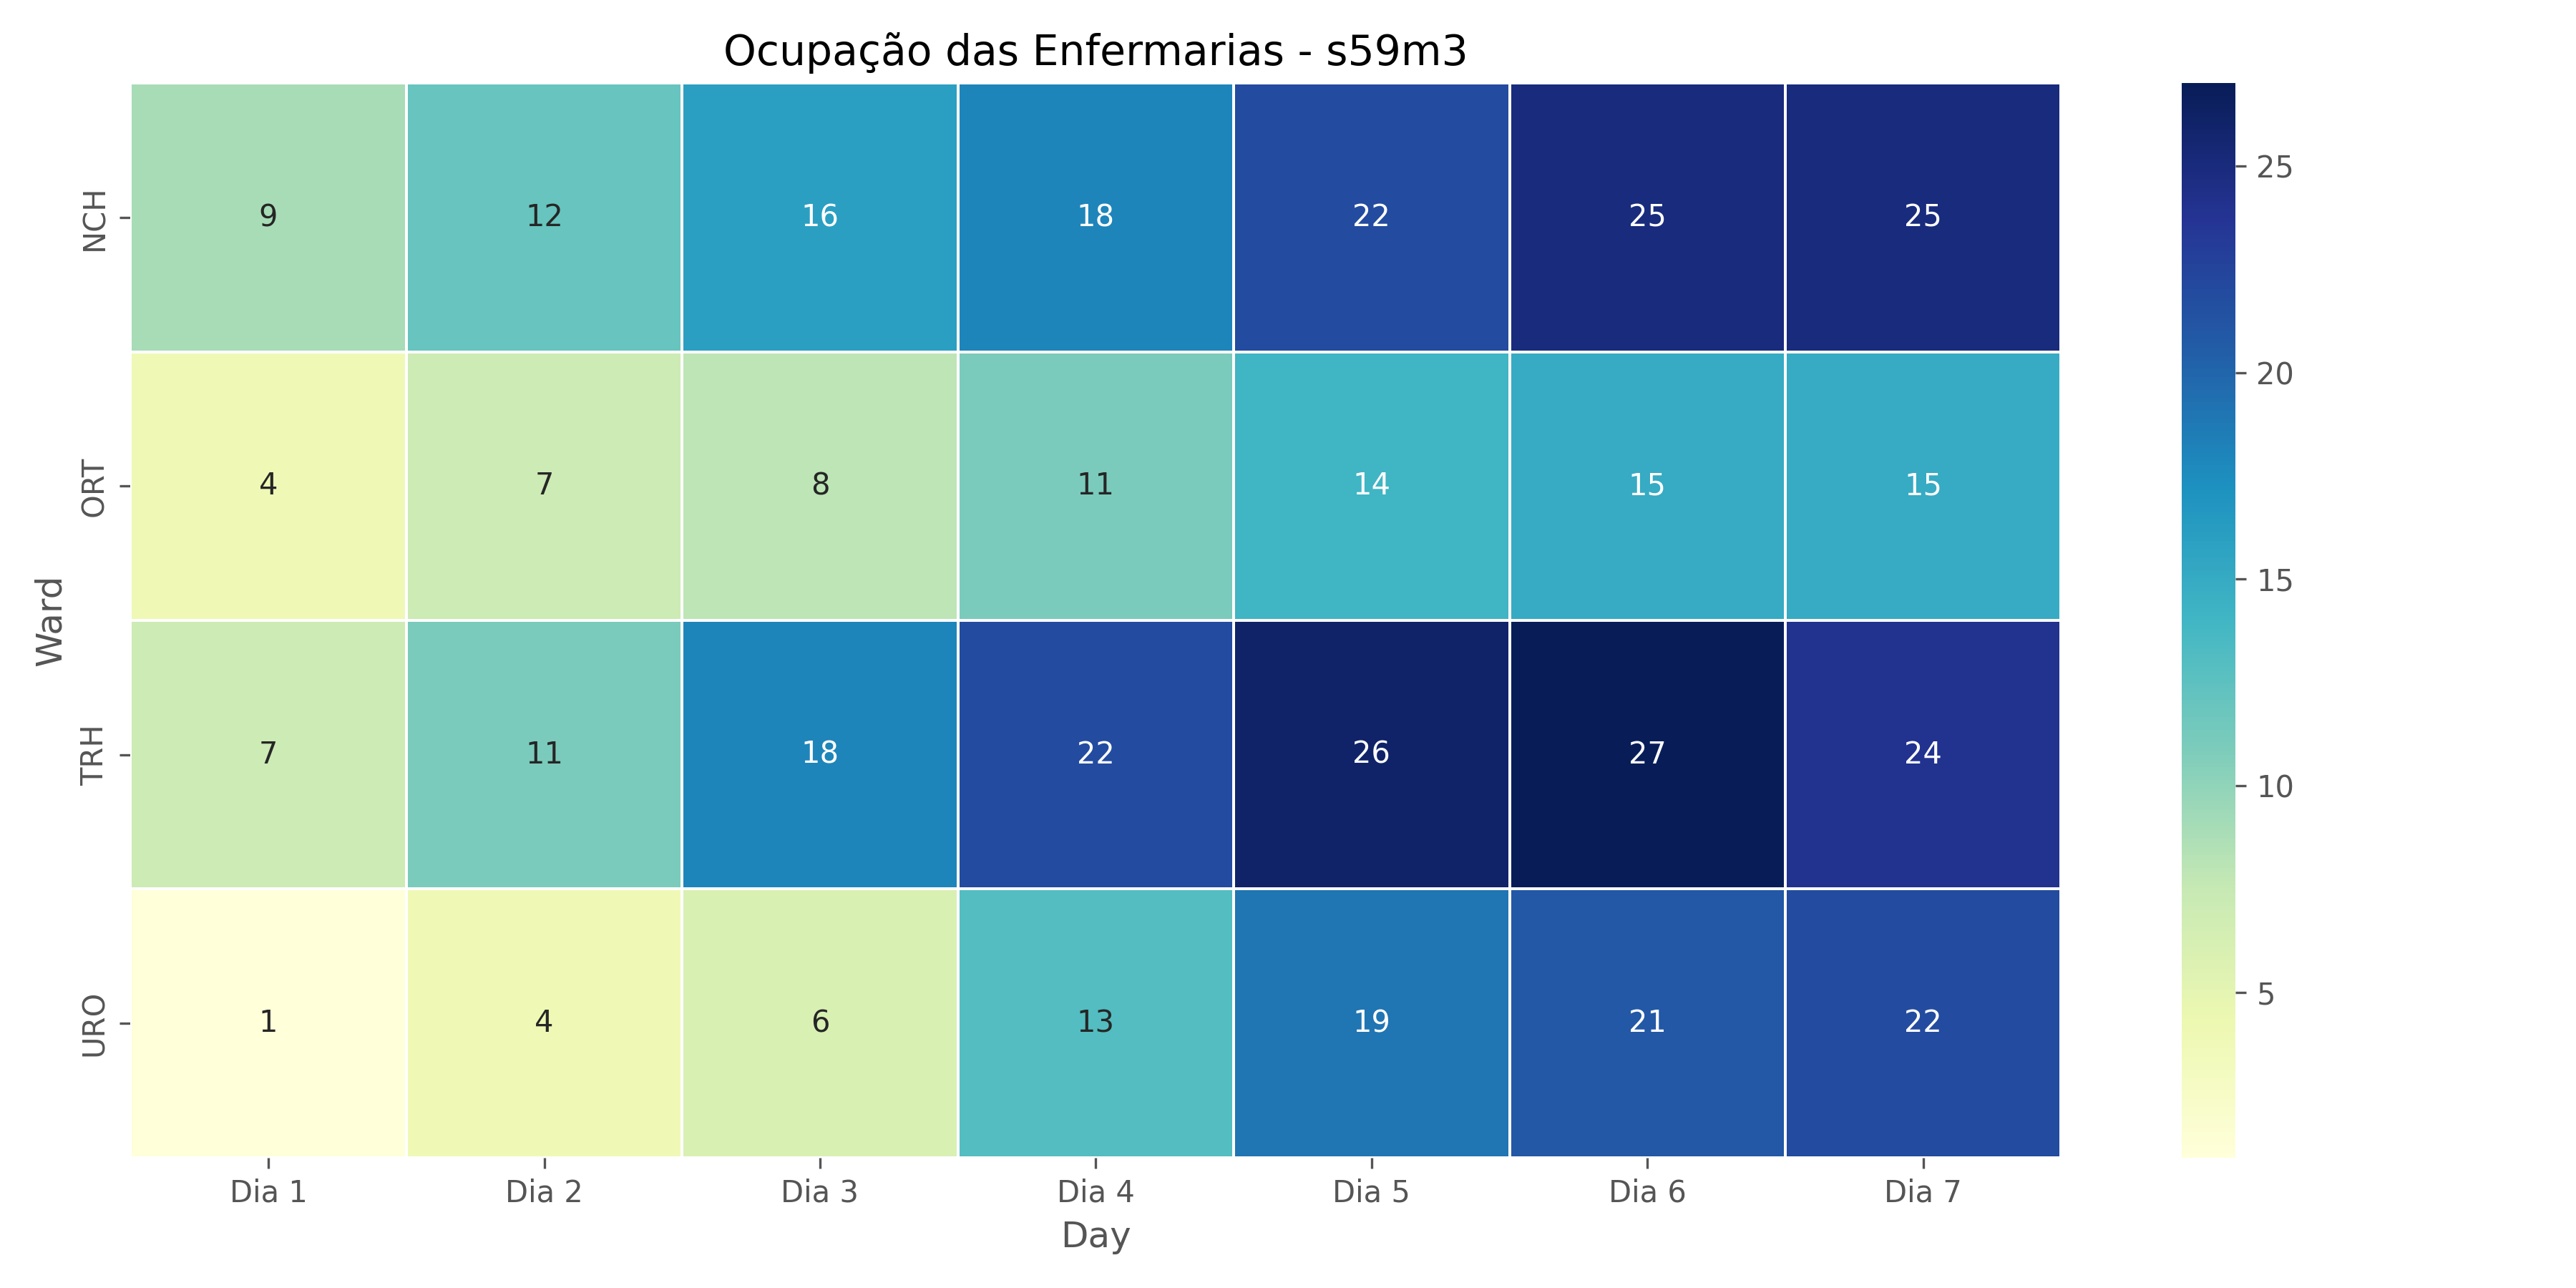 Ocupação das Enfermarias - s59m3
Ward
NCH 9 12 16 18 22 25 25
ORT 4 7 8 11 14 15 15
TRH 7 11 18 22 26 27 24
URO 1 4 6 13 19 21 22
Dia 1 Dia 2 Dia 3 Dia 4 Dia 5 Dia 6 Dia 7
Day
25
20
15
10
5